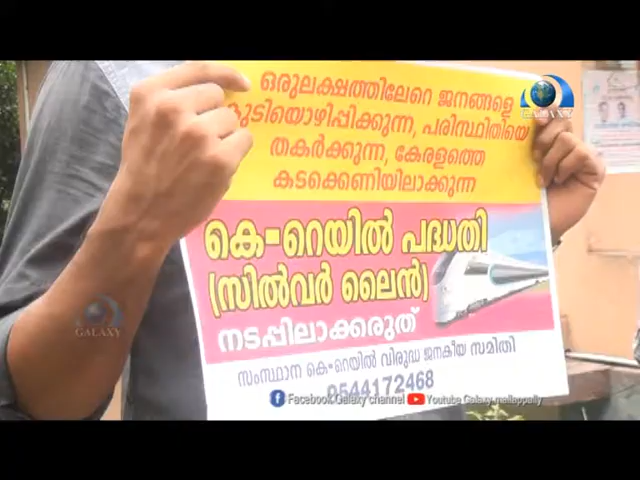 ഒരുലക്ഷത്തിലേറെ ജനങ്ങളെ
കുടിയൊഴിപ്പിക്കുന്ന, പരിസ്ഥിതിയെ
തകർക്കുന്ന, കേരളത്തെ
കടക്കെണിയിലാക്കുന്ന
കെ-റെയിൽ പദ്ധതി
(സിൽവർ ലൈൻ)
നടപ്പിലാക്കരുത്
സംസ്ഥാന കെ-റെയിൽ വിരുദ്ധ ജനകീയ സമിതി
9544172468
GALAXY
GALAXY
Facebook Galaxy channel Youtube Galaxy mallappally